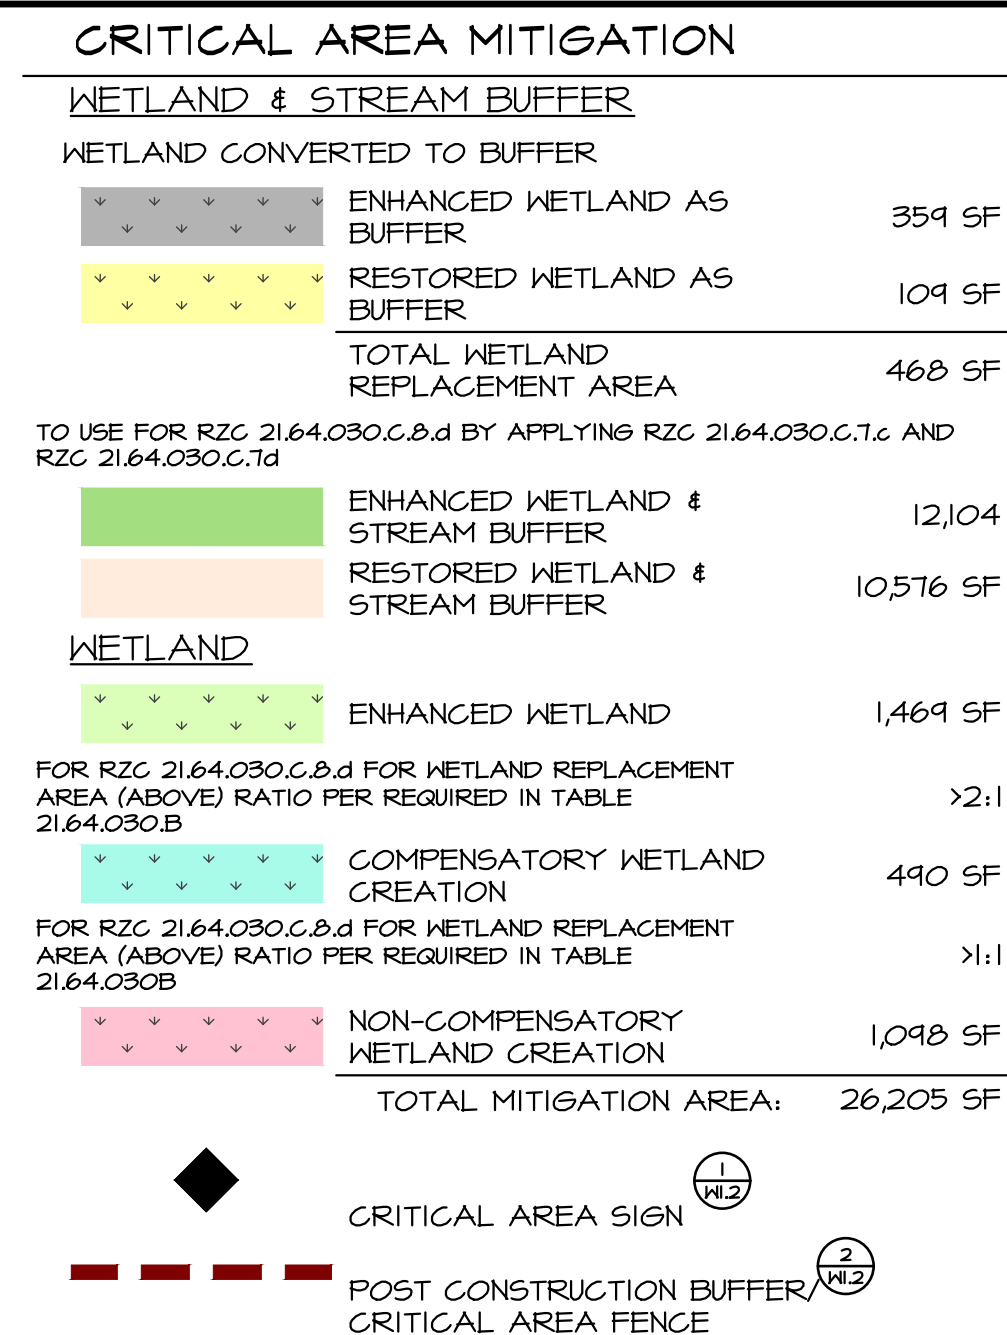 CRITICAL AREA MITIGATION
WETLAND & STREAM BUFFER
WETLAND CONVERTED TO BUFFER
ENHANCED WETLAND AS
BUFFER
359 SF
RESTORED WETLAND AS
BUFFER
109 SF
TOTAL WETLAND
REPLACEMENT AREA
468 SF
TO USE FOR RZC 21.64.030.C.8.d BY APPLYING RZC 21.64.030.C.7.c AND
RZC 21.64.030.C.7d
ENHANCED WETLAND &
STREAM BUFFER
12,104
RESTORED WETLAND &
STREAM BUFFER
10,576 SF
WETLAND
ENHANCED WETLAND
1,469 SF
FOR RZC 21.64.030.C.8.d FOR WETLAND REPLACEMENT
AREA (ABOVE) RATIO PER REQUIRED IN TABLE
21.64.030.B
>2:1
COMPENSATORY WETLAND
CREATION
490 SF
FOR RZC 21.64.030.C.8.d FOR WETLAND REPLACEMENT
AREA (ABOVE) RATIO PER REQUIRED IN TABLE
21.64.030B
>1:1
NON-COMPENSATORY
WETLAND CREATION
1,098 SF
TOTAL MITIGATION AREA: 26,205 SF
1
W1.2
CRITICAL AREA SIGN
2
W1.2
POST CONSTRUCTION BUFFER/
CRITICAL AREA FENCE